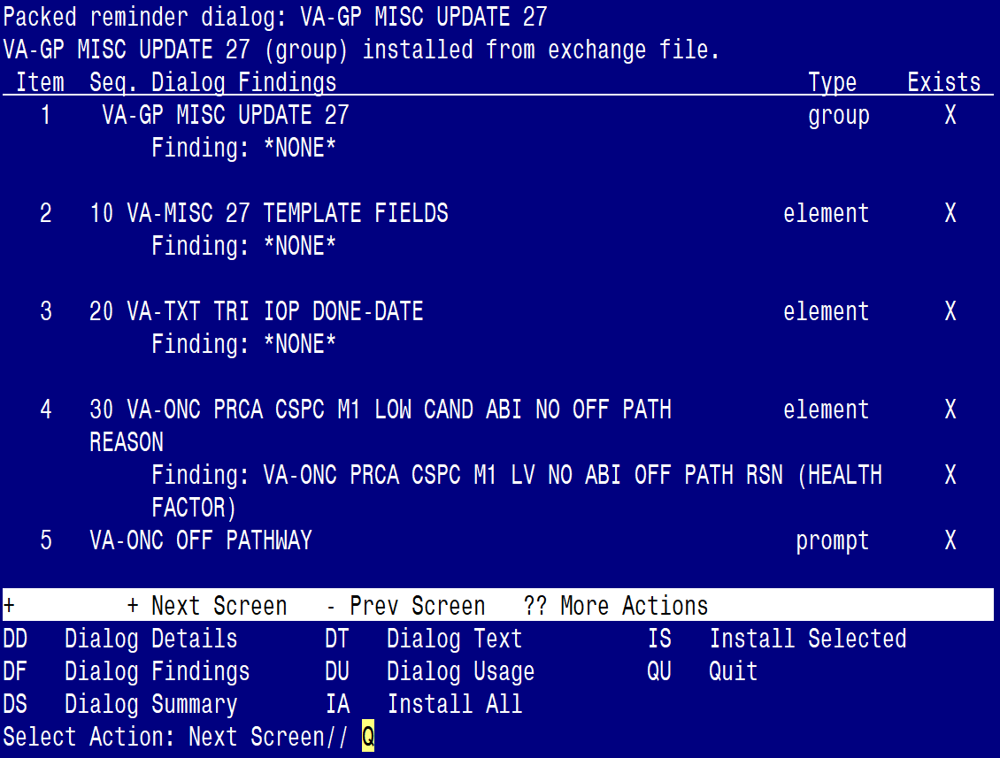 Packed reminder dialog: VA-GP MISC UPDATE 27
VA-GP MISC UPDATE 27 (group) installed from exchange file.
Item  Seq. Dialog Findings  Type  Exists
1  VA-GP MISC UPDATE 27  group  X
Finding: *NONE*
2  10 VA-MISC 27 TEMPLATE FIELDS  element  X
Finding: *NONE*
3  20 VA-TXT TRI IOP DONE-DATE  element  X
Finding: *NONE*
4  30 VA-ONC PRCA CSPC M1 LOW CAND ABI NO OFF PATH  element  X
REASON
Finding: VA-ONC PRCA CSPC M1 LV NO ABI OFF PATH RSN (HEALTH  X
FACTOR)
5  VA-ONC OFF PATHWAY  prompt  X
+  + Next Screen  - Prev Screen  ?? More Actions
DD  Dialog Details  DT  Dialog Text  IS  Install Selected
DF  Dialog Findings  DU  Dialog Usage  QU  Quit
DS  Dialog Summary  IA  Install All
Select Action: Next Screen// Q